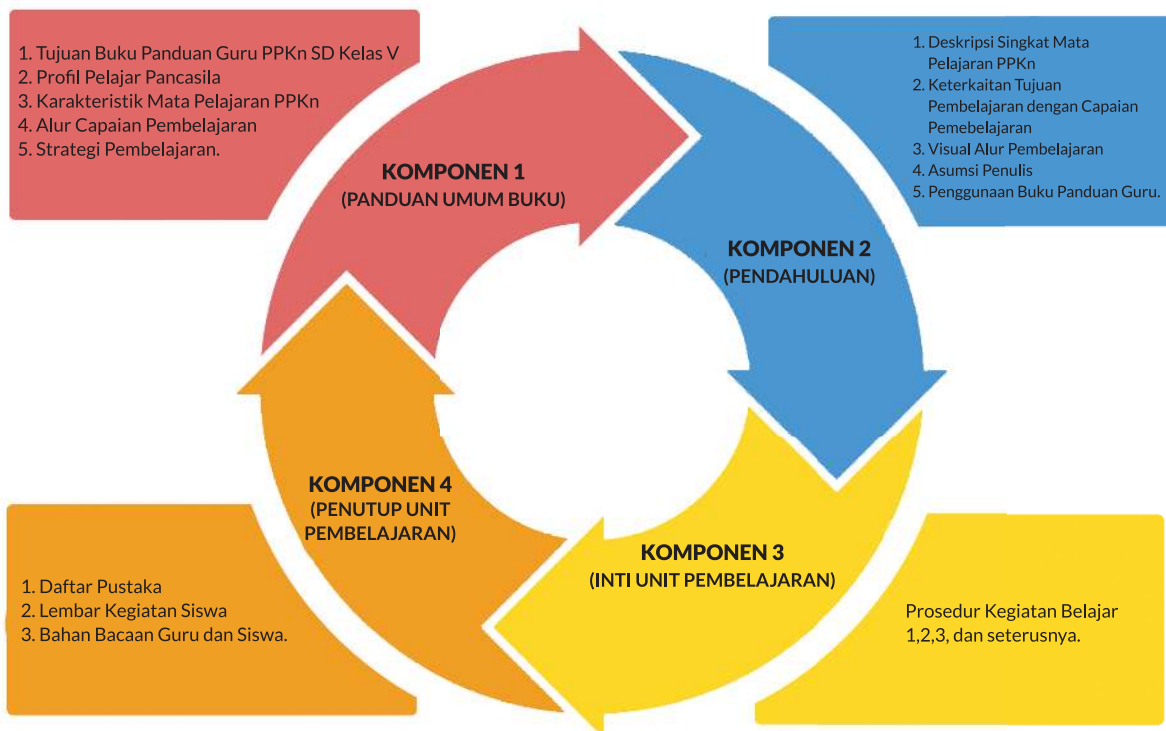 1. Tujuan Buku Panduan Guru PPKn SD Kelas V
2. Profil Pelajar Pancasila
3. Karakteristik Mata Pelajaran PPKn
4. Alur Capaian Pembelajaran
5. Strategi Pembelajaran.
KOMPONEN 1
(PANDUAN UMUM BUKU)
1. Deskripsi Singkat Mata
Pelajaran PPKn
2. Keterkaitan Tujuan
Pembelajaran dengan Capaian
Pemebelajaran
3. Visual Alur Pembelajaran
4. Asumsi Penulis
5. Penggunaan Buku Panduan Guru.
KOMPONEN 2
(PENDAHULUAN)
KOMPONEN 3
(INTI UNIT PEMBELAJARAN)
Prosedur Kegiatan Belajar
1,2,3, dan seterusnya.
KOMPONEN 4
(PENUTUP UNIT
PEMBELAJARAN)
1. Daftar Pustaka
2. Lembar Kegiatan Siswa
3. Bahan Bacaan Guru dan Siswa.